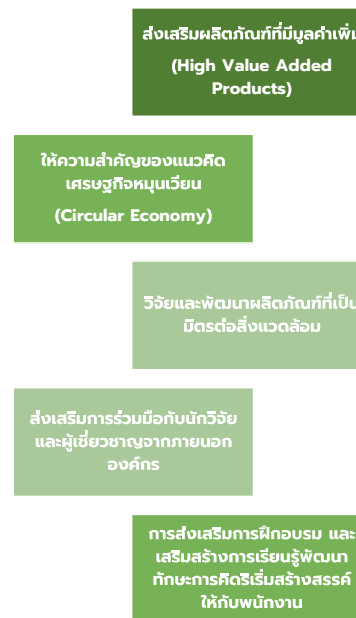 ส่งเสริมผลิตภัณฑ์ที่มีมูลค่าเพิ่ม
(High Value Added
Products)
ให้ความสำคัญของแนวคิด
เศรษฐกิจหมุนเวียน
(Circular Economy)
วิจัยและพัฒนาผลิตภัณฑ์ที่เป็น
มิตรต่อสิ่งแวดล้อม
ส่งเสริมการร่วมมือกับนักวิจัย
และผู้เชี่ยวชาญจากภายนอก
องค์กร
การส่งเสริมการฝึกอบรม และ
เสริมสร้างการเรียนรู้พัฒนา
ทักษะการคิดริเริ่มสร้างสรรค์
ให้กับพนักงาน